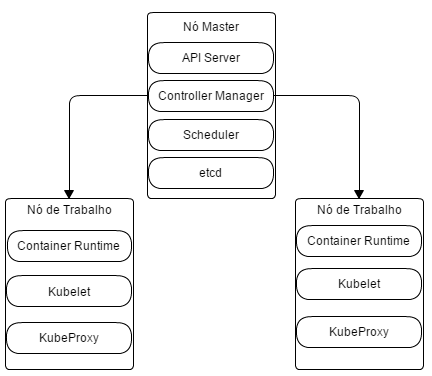 Nó Master
API Server
Controller Manager
Scheduler
etcd
Nó de Trabalho
Container Runtime
Kubelet
KubeProxy
Nó de Trabalho
Container Runtime
Kubelet
KubeProxy